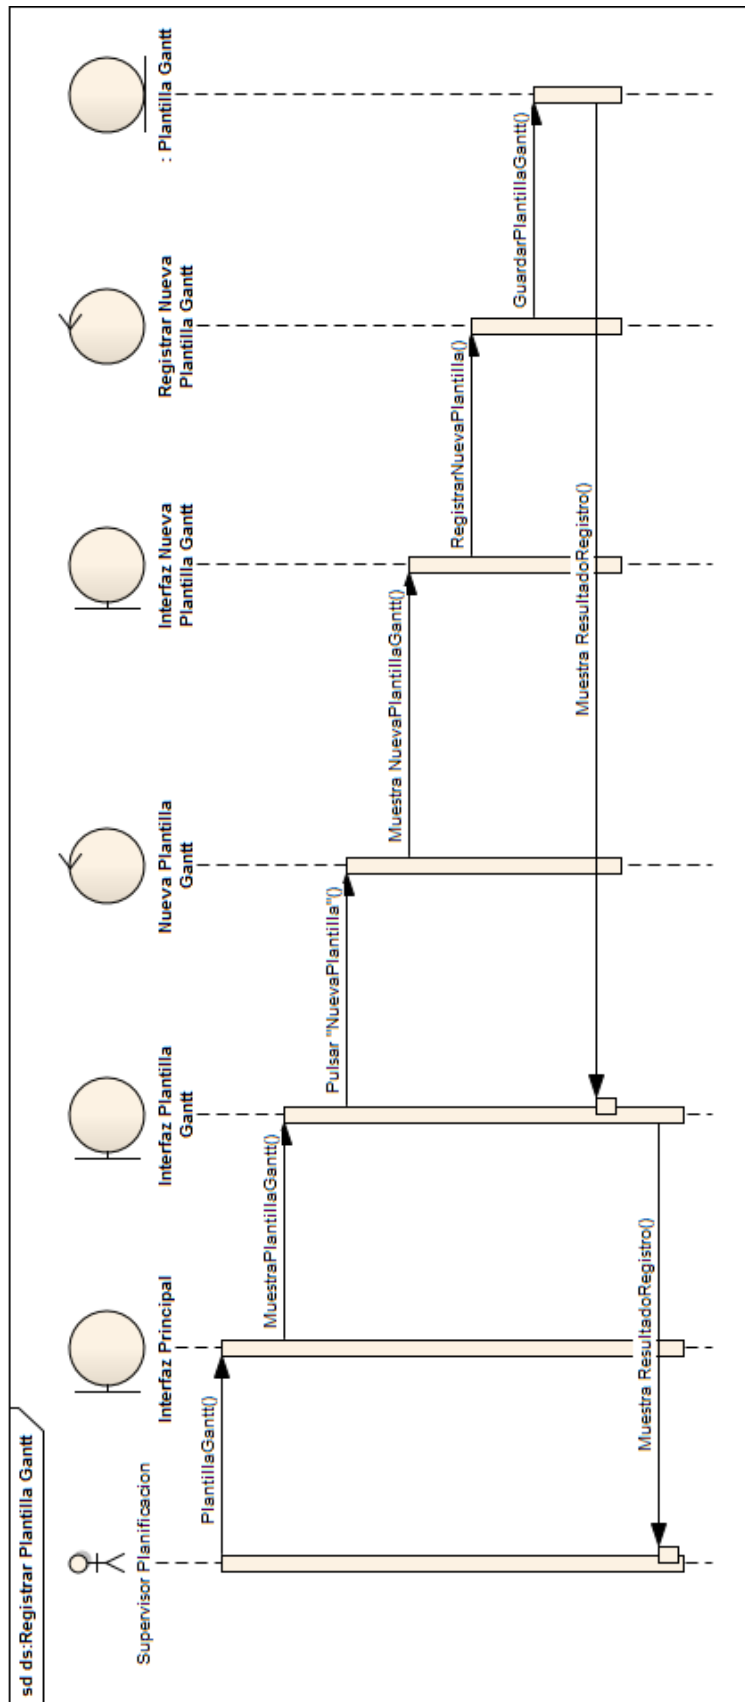 sd ds:Registrar Plantilla Gantt
Supervisor Planificacion
Interfaz Principal
Interfaz Plantilla
Gantt
Nueva Plantilla
Gantt
Interfaz Nueva
Plantilla Gantt
Registrar Nueva
Plantilla Gantt
: Plantilla Gantt
PlantillaGantt()
MuestraPlantillaGantt()
Pulsar "NuevaPlantilla"()
Muestra NuevaPlantillaGantt()
RegistrarNuevaPlantilla()
GuardarPlantillaGantt()
Muestra ResultadoRegistro()
Muestra ResultadoRegistro()